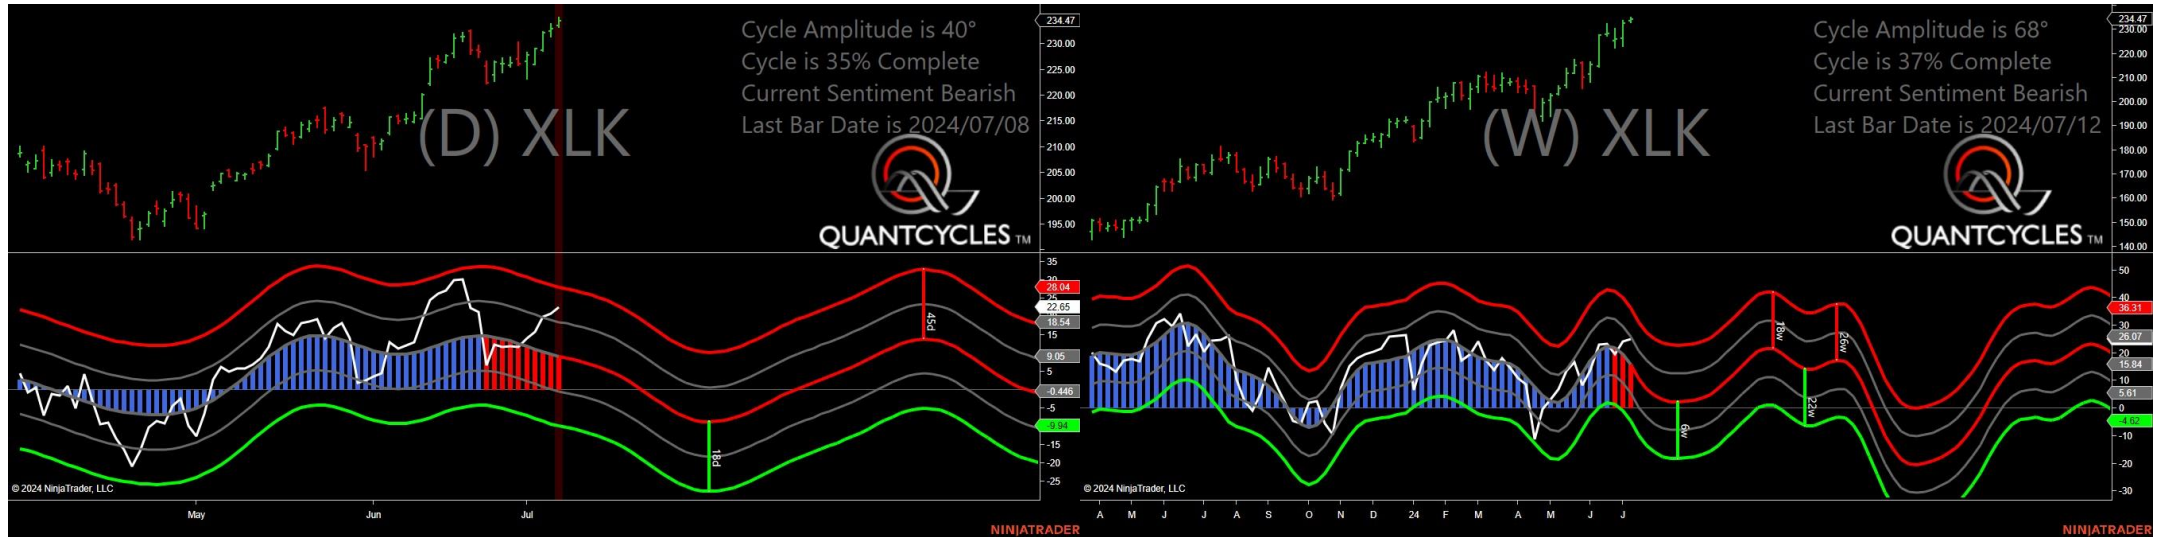 Cycle Amplitude is 40°
Cycle is 35% Complete
Current Sentiment Bearish
Last Bar Date is 2024/07/08
(D) XLK
QUANTCYCLES TM
234.47
230.00
225.00
220.00
215.00
210.00
205.00
200.00
195.00
35
28.04
25
22.65
18.54
15
9.05
5
-0.446
-5
-9.94
-15
-20
-25
45d
18d
© 2024 NinjaTrader, LLC
May
Jun
Jul
NINJATRADER
Cycle Amplitude is 68°
Cycle is 37% Complete
Current Sentiment Bearish
Last Bar Date is 2024/07/12
(W) XLK
QUANTCYCLES TM
234.47
230.00
220.00
210.00
200.00
190.00
180.00
170.00
160.00
150.00
140.00
50
40
36.31
30
26.07
20
15.84
10
5.61
0
-4.62
-10
-20
-30
18w
26w
22w
6w
© 2024 NinjaTrader, LLC
A M J J A S O N D 24 F M A M J J
NINJATRADER